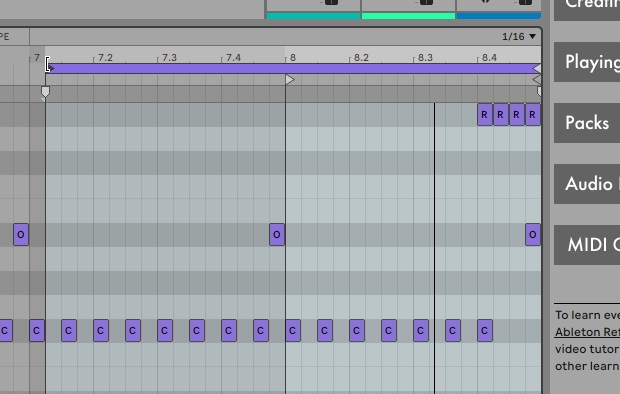 Creating
PE
1/16
7
7.2
7.3
7.4
8
8.2
8.3
8.4
Playing
R R R R
Packs
Audio
O O O
MIDI
C C C C C C C C C C C C C C C C
To learn eve
Ableton Ref
video tutor
other learn